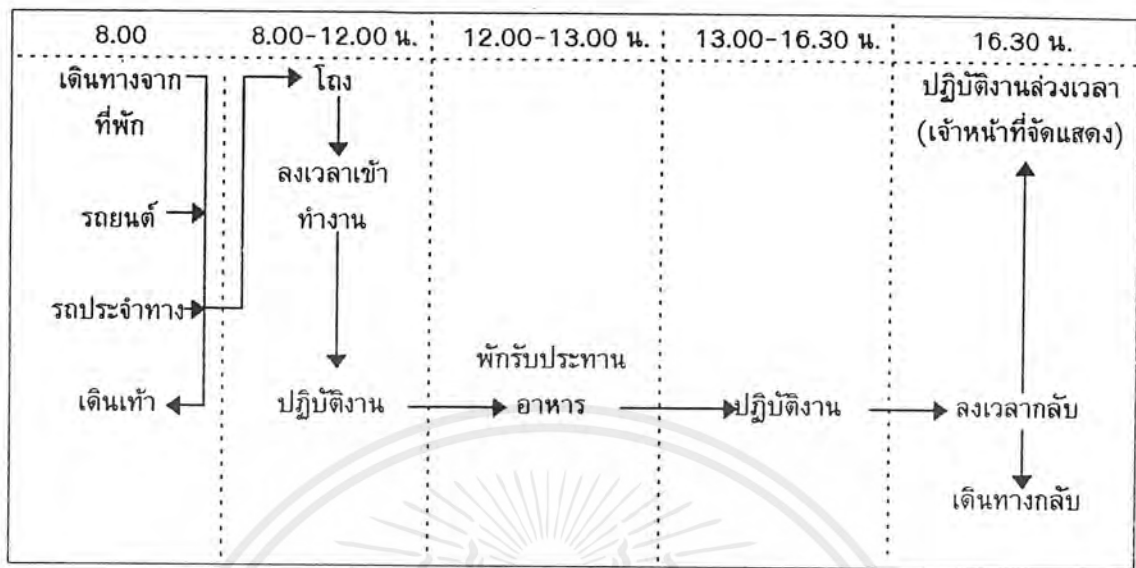 8.00
8.00-12.00 น.
12.00-13.00 น.
13.00-16.30 น.
16.30 น.
เดินทางจาก
ที่พัก
รถยนต์
รถประจำทาง
เดินเท้า
โถง
ลงเวลาเข้า
ทำงาน
ปฏิบัติงาน
พักรับประทาน
อาหาร
ปฏิบัติงาน
ปฏิบัติงานล่วงเวลา
(เจ้าหน้าที่จัดแสดง)
ลงเวลากลับ
เดินทางกลับ